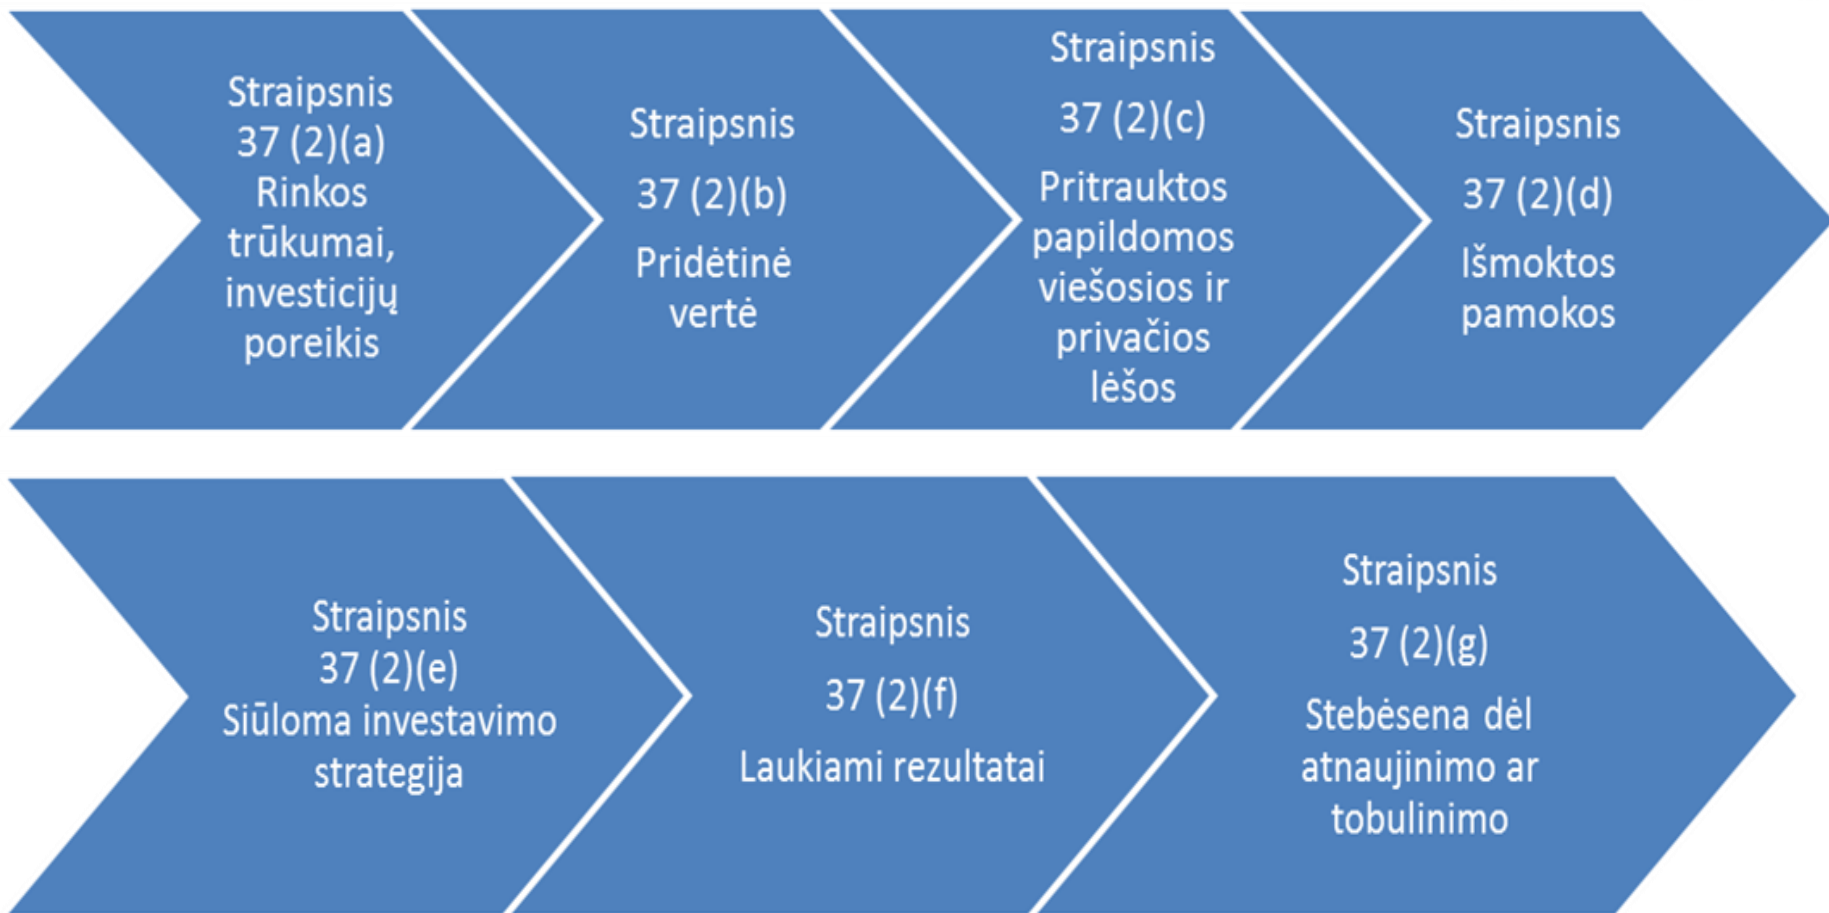 Straipsnis
37 (2)(a)
Rinkos
trūkumai,
investicijų
poreikis
Straipsnis
37 (2)(b)
Pridėtinė
vertė
Straipsnis
37 (2)(c)
Pritrauktos
papildomos
viešosios ir
privačios
lėšos
Straipsnis
37 (2)(d)
Išmoktos
pamokos
Straipsnis
37 (2)(e)
Siūloma investavimo
strategija
Straipsnis
37 (2)(f)
Laukiami rezultatai
Straipsnis
37 (2)(g)
Stebėsena dėl
atnaujinimo ar
tobulinimo